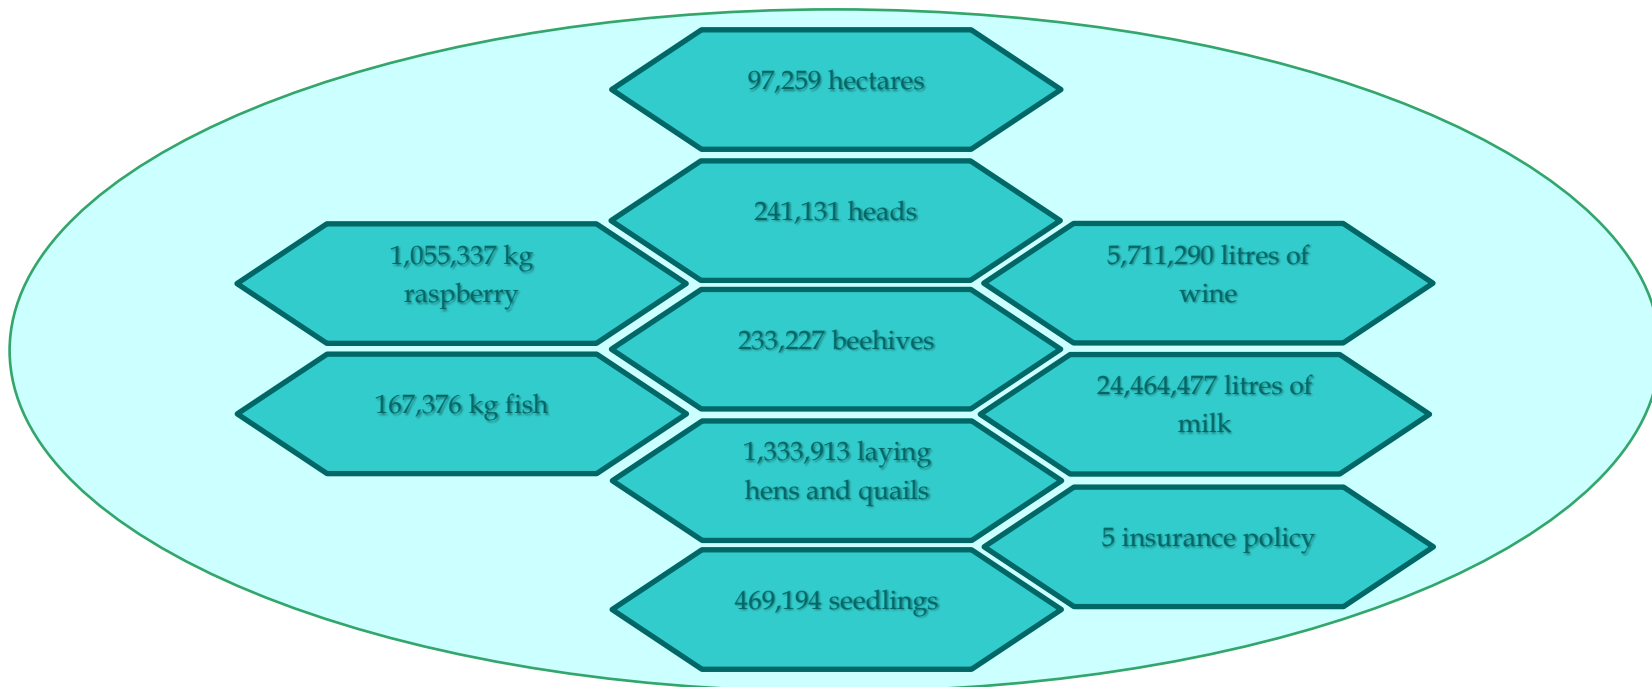 97,259 hectares
241,131 heads
1,055,337 kg
raspberry
5,711,290 litres of
wine
233,227 beehives
167,376 kg fish
24,464,477 litres of
milk
1,333,913 laying
hens and quails
5 insurance policy
469,194 seedlings